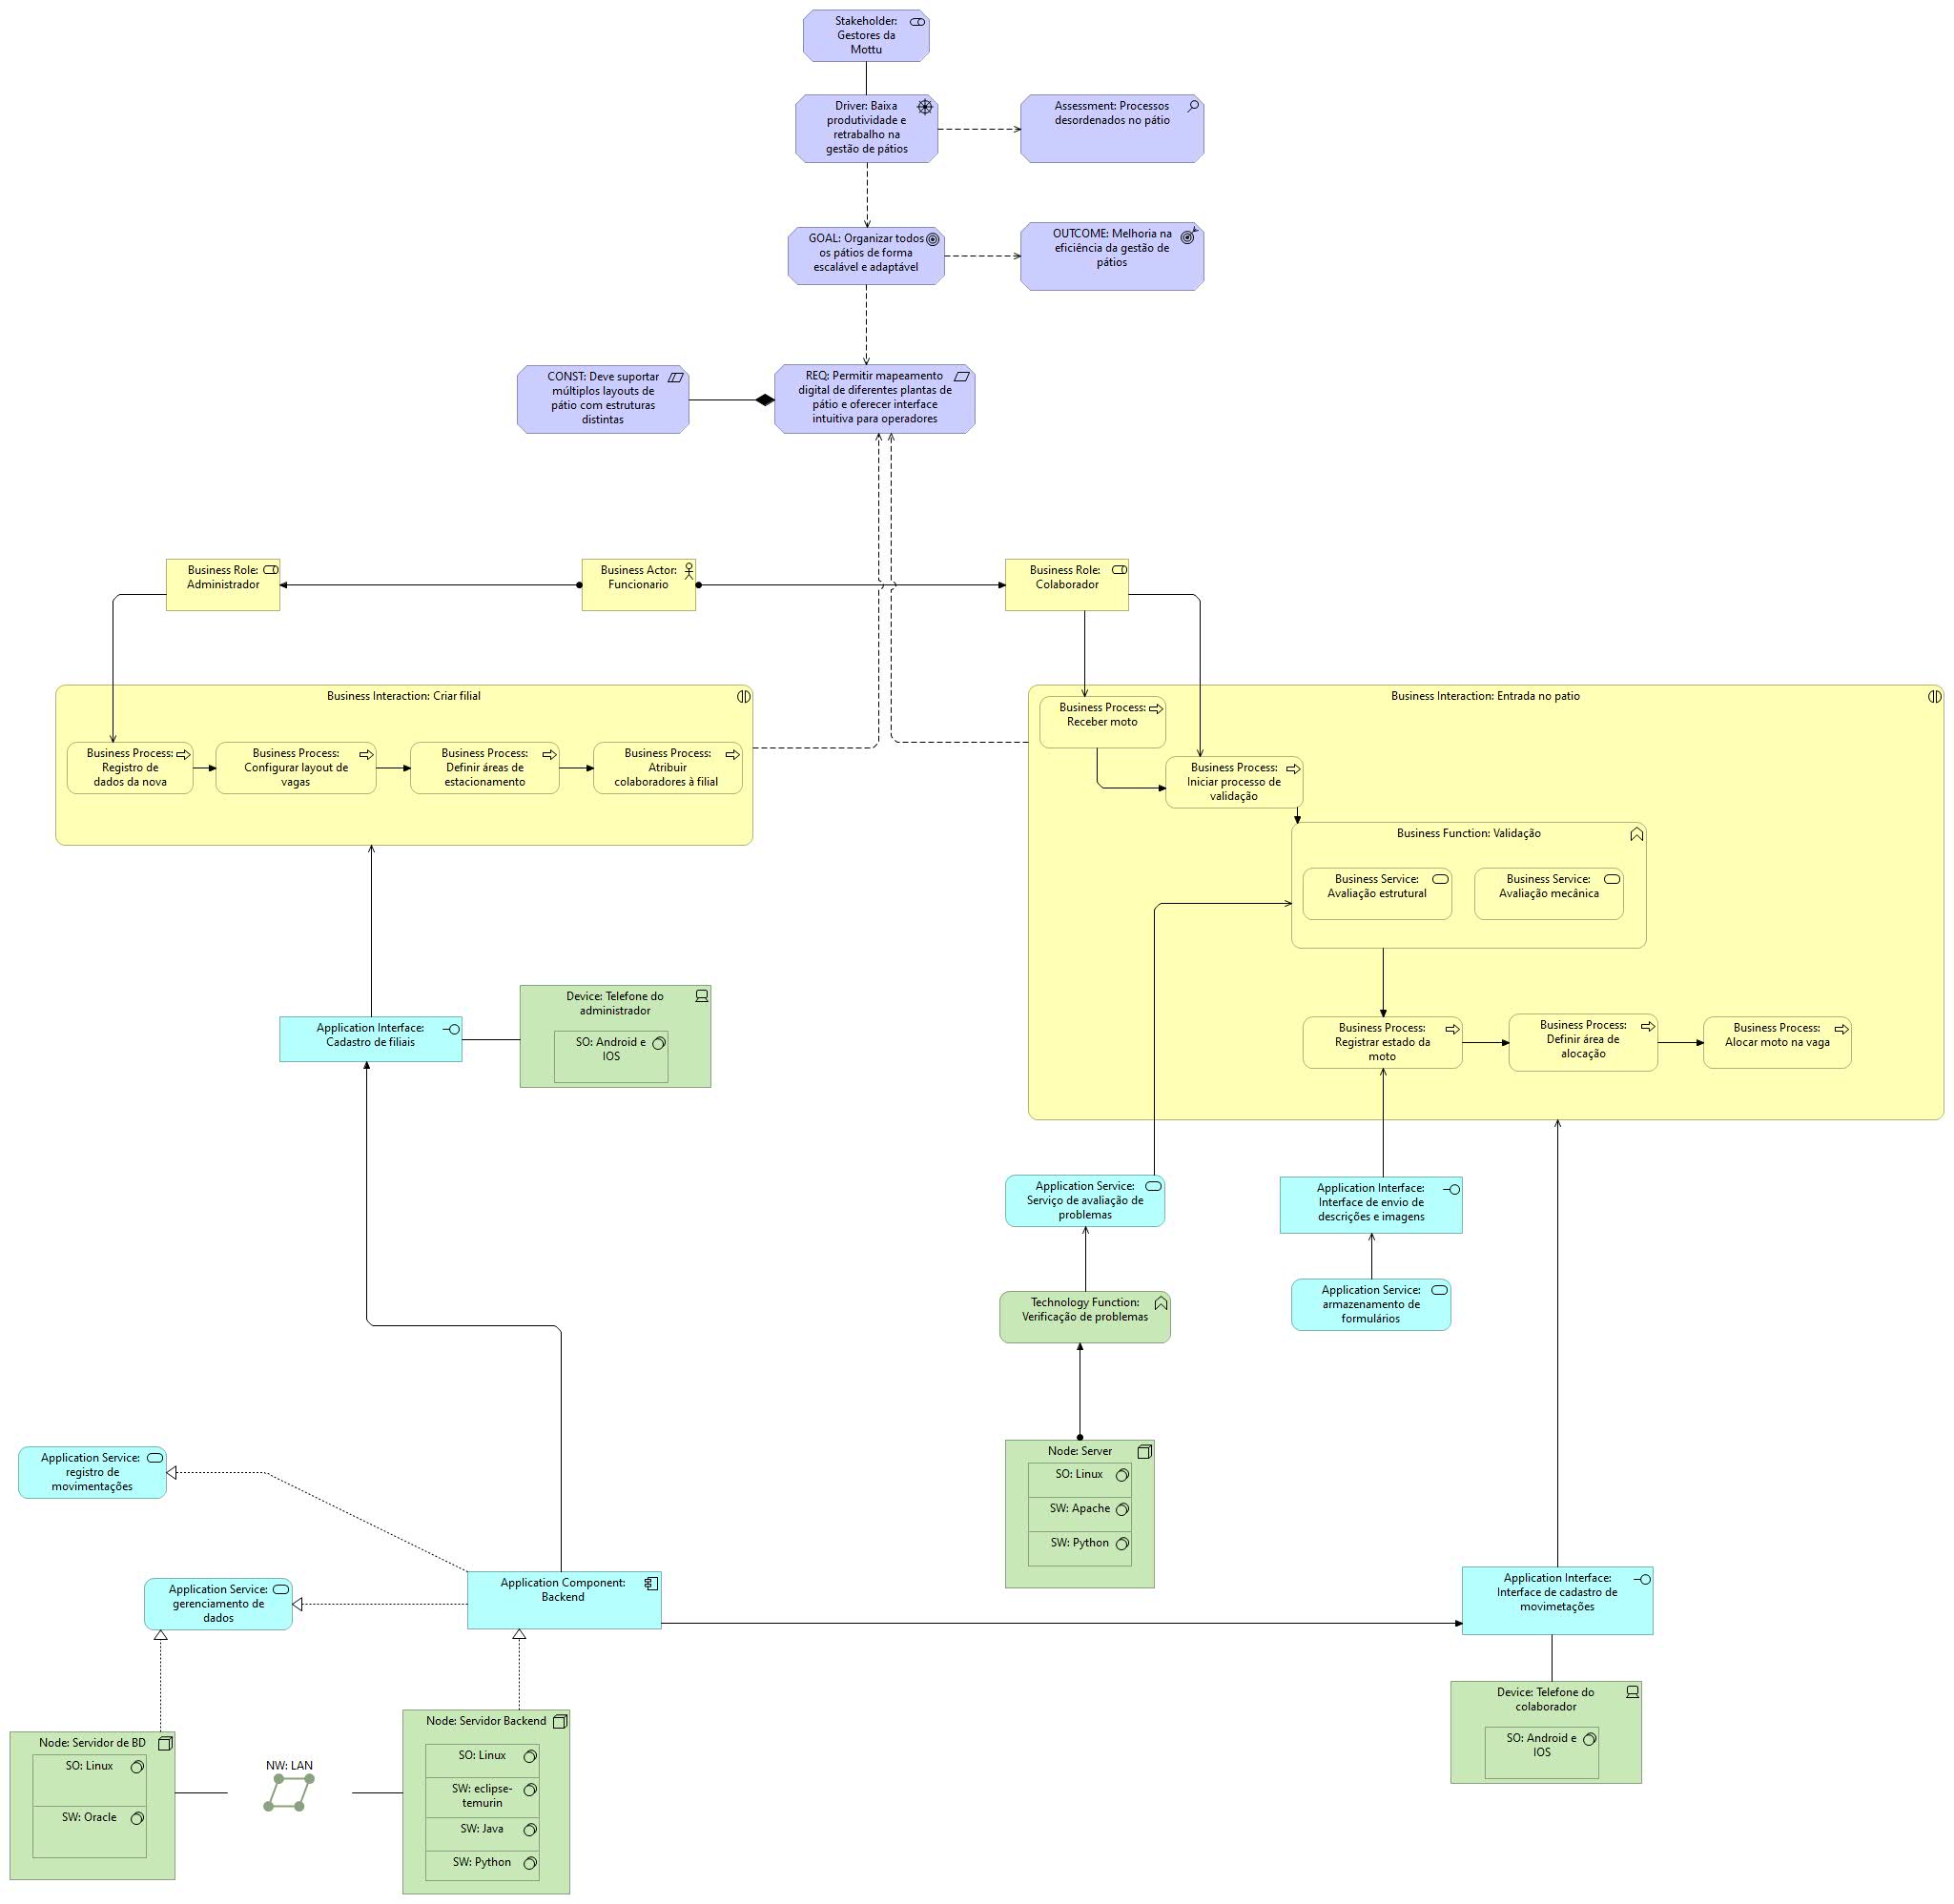 Stakeholder:
Gestores da
Mottu
Driver: Baixa
produtividade e
retrabalho na
gestão de pátios
Assessment: Processos
desordenados no pátio
GOAL: Organizar todos
os pátios de forma
escalável e adaptável
OUTCOME: Melhoria na
eficiência da gestão de
pátios
CONST: Deve suportar
múltiplos layouts de
pátio com estruturas
distintas
REQ: Permitir mapeamento
digital de diferentes plantas de
pátio e oferecer interface
intuitiva para operadores
Business Role:
Administrador
Business Actor:
Funcionario
Business Role:
Colaborador
Business Interaction: Criar filial
Business Process:
Registro de
dados da nova
Business Process:
Configurar layout de
vagas
Business Process:
Definir áreas de
estacionamento
Business Process:
Atribuir
colaboradores à filial
Business Interaction: Entrada no patio
Business Process:
Receber moto
Business Process:
Iniciar processo de
validação
Business Function: Validação
Business Service:
Avaliação estrutural
Business Service:
Avaliação mecânica
Business Process:
Registrar estado da
moto
Business Process:
Definir área de
alocação
Business Process:
Alocar moto na vaga
Application Interface:
Cadastro de filiais
Device: Telefone do
administrador
SO: Android e
IOS
Application Service:
Serviço de avaliação de
problemas
Application Interface:
Interface de envio de
descrições e imagens
Technology Function:
Verificação de problemas
Application Service:
armazenamento de
formulários
Node: Server
SO: Linux
SW: Apache
SW: Python
Application Service:
registro de
movimentações
Application Service:
gerenciamento de
dados
Application Component:
Backend
Application Interface:
Interface de cadastro de
movimetações
Device: Telefone do
colaborador
SO: Android e
IOS
Node: Servidor de BD
SO: Linux
SW: Oracle
NW: LAN
Node: Servidor Backend
SO: Linux
SW: eclipse-
temurin
SW: Java
SW: Python